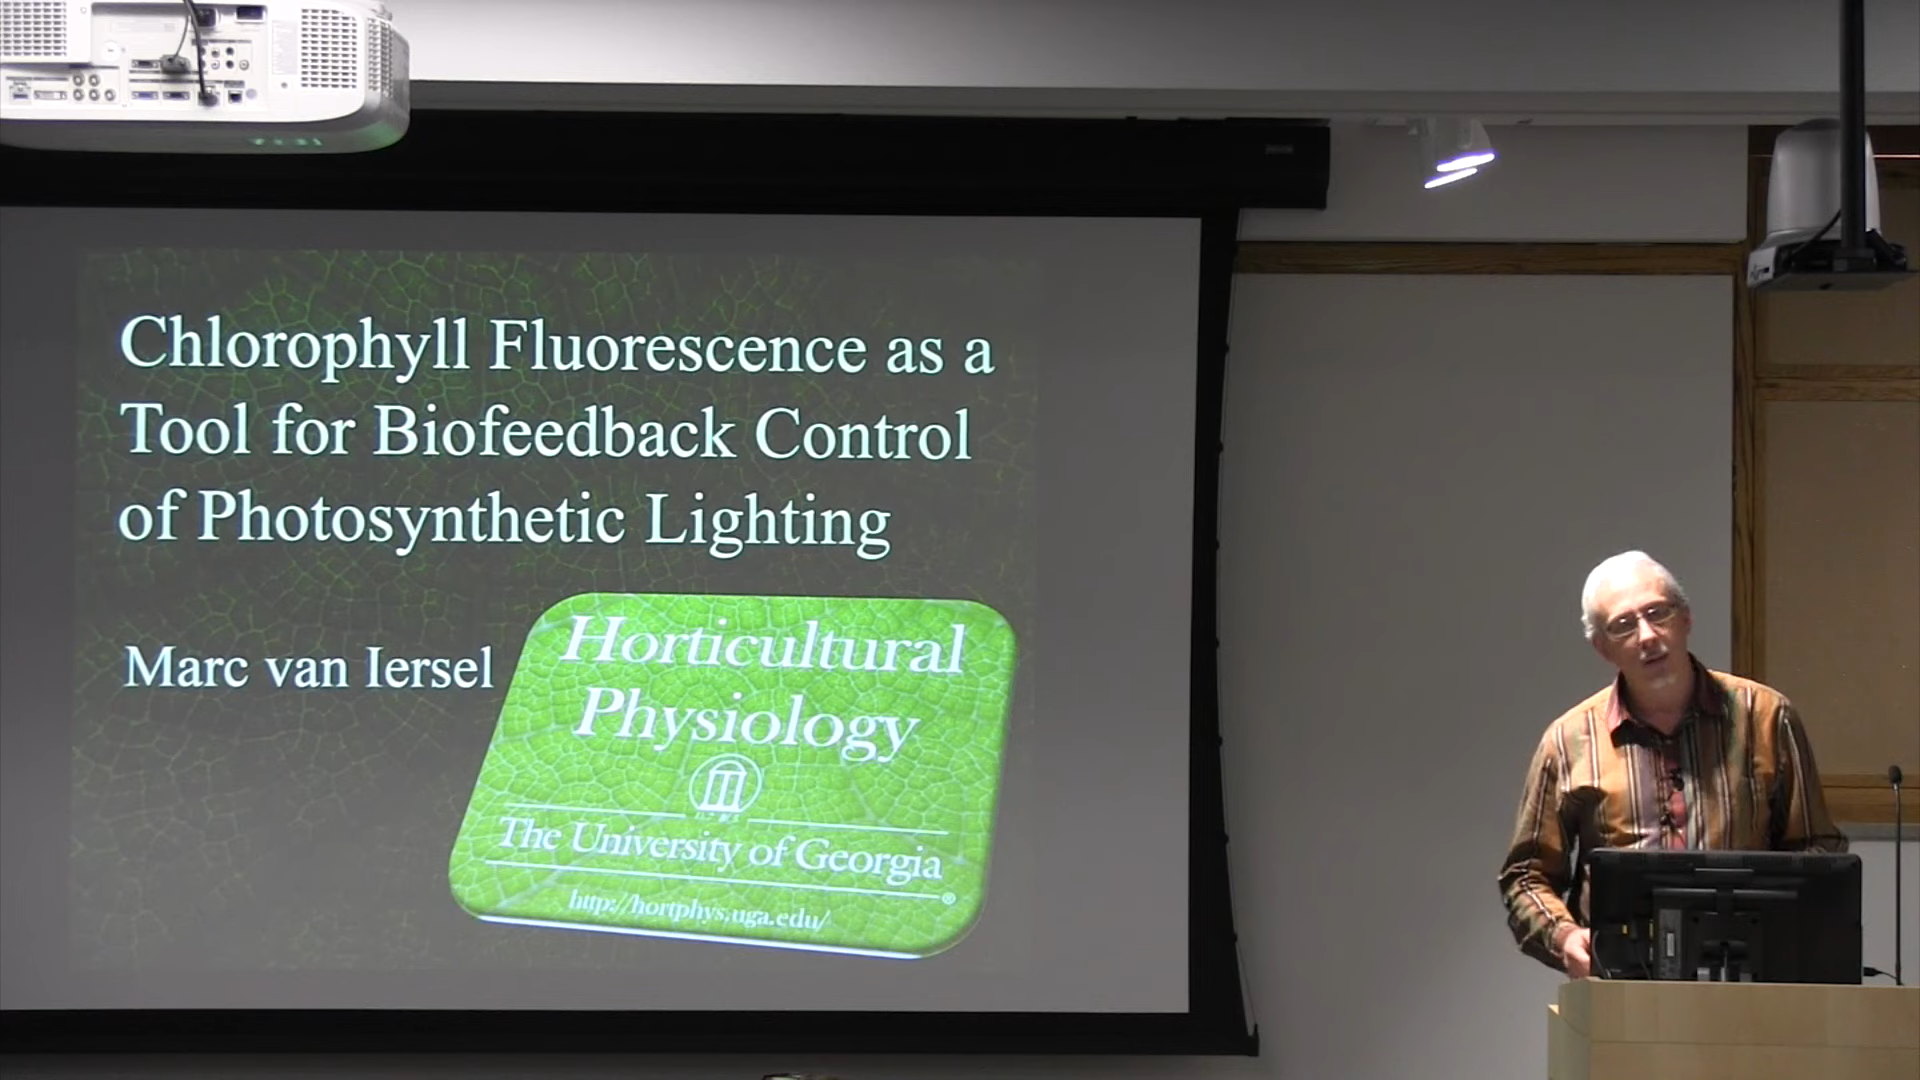 Chlorophyll Fluorescence as a
Tool for Biofeedback Control
of Photosynthetic Lighting
Marc van Iersel
Horticultural
Physiology
The University of Georgia
®
http://hortphys.uga.edu/